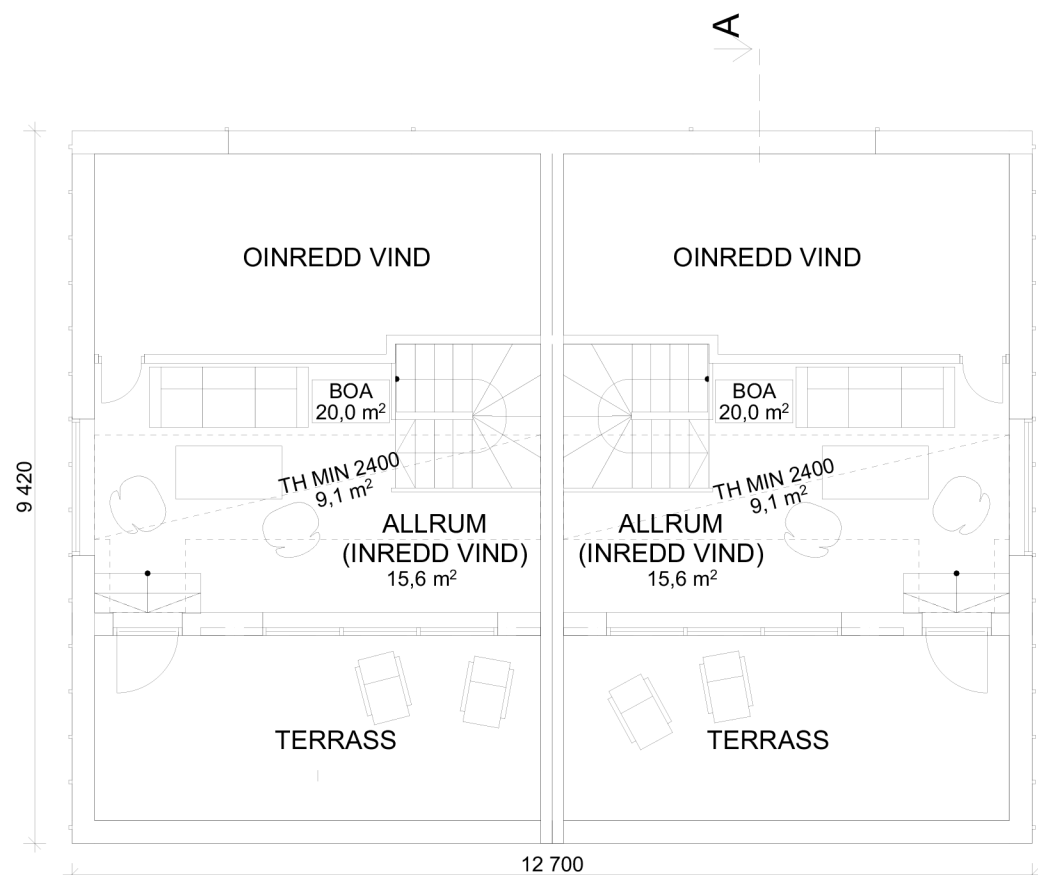 A
OINREDD VIND
OINREDD VIND
BOA
20,0 m²
BOA
20,0 m²
9 420
TH MIN 2400
9,1 m²
TH MIN 2400
9,1 m²
ALLRUM
(INREDD VIND)
15,6 m²
ALLRUM
(INREDD VIND)
15,6 m²
TERRASS
TERRASS
12 700